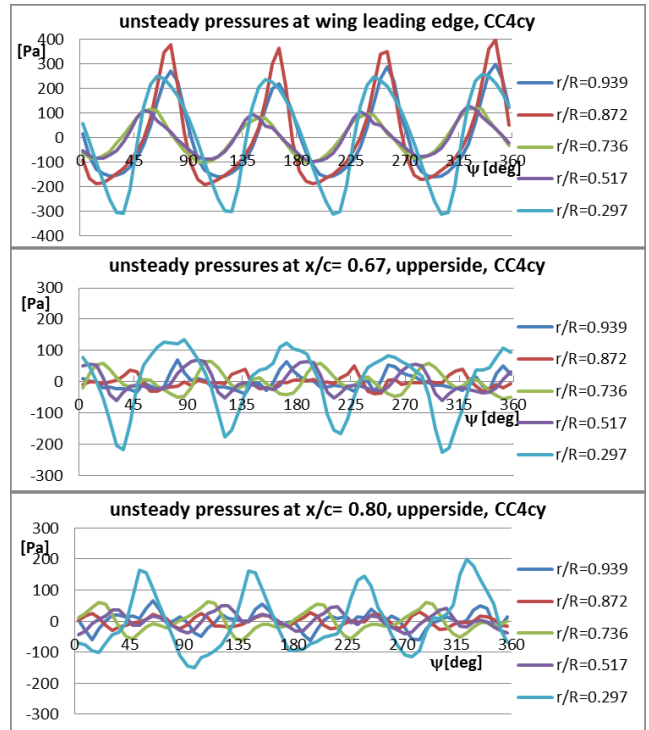 unsteady pressures at wing leading edge, CC4cy
[Pa]
400
300
200
100
0
-100
-200
-300
-400
0 45 90 135 180 225 270 315 360
Ψ [deg]
r/R=0.939
r/R=0.872
r/R=0.736
r/R=0.517
r/R=0.297
unsteady pressures at x/c= 0.67, upperside, CC4cy
[Pa]
300
200
100
0
-100
-200
-300
0 45 90 135 180 225 270 315 360
Ψ [deg]
r/R=0.939
r/R=0.872
r/R=0.736
r/R=0.517
r/R=0.297
unsteady pressures at x/c= 0.80, upperside, CC4cy
[Pa]
300
200
100
0
-100
-200
-300
0 45 90 135 180 225 270 315 360
Ψ[deg]
r/R=0.939
r/R=0.872
r/R=0.736
r/R=0.517
r/R=0.297